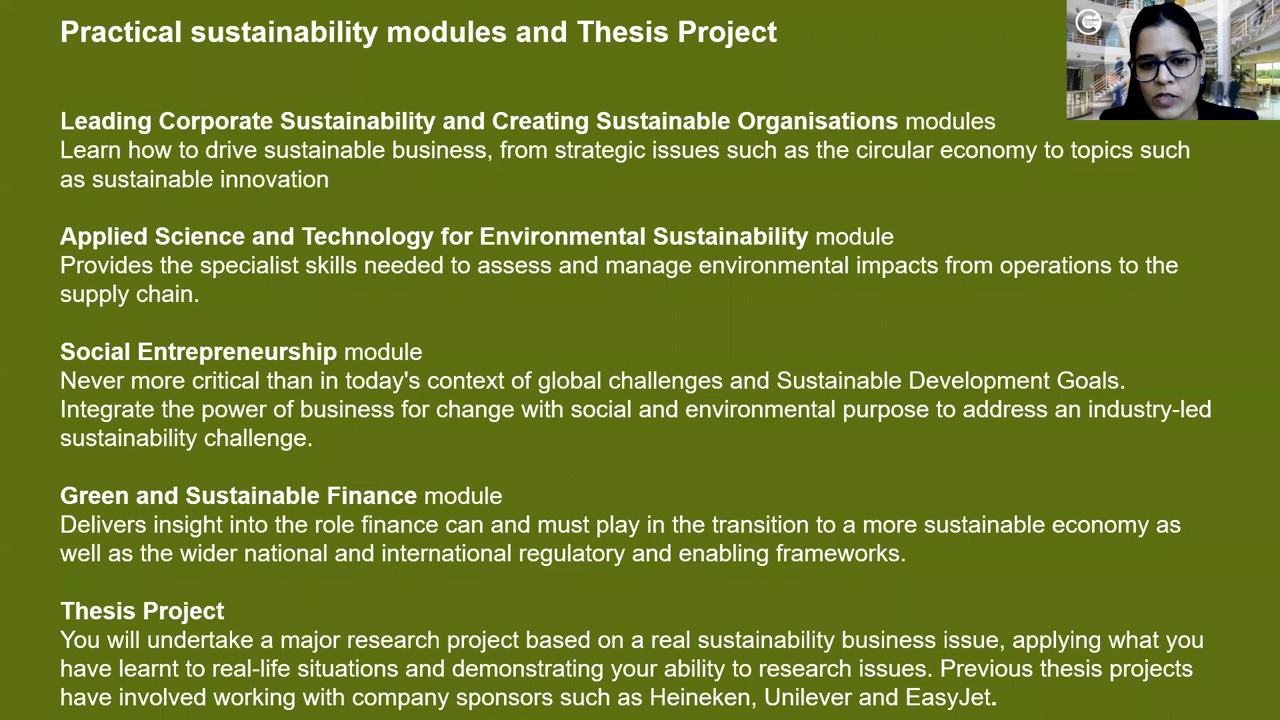 Practical sustainability modules and Thesis Project
Leading Corporate Sustainability and Creating Sustainable Organisations modules
Learn how to drive sustainable business, from strategic issues such as the circular economy to topics such
as sustainable innovation
Applied Science and Technology for Environmental Sustainability module
Provides the specialist skills needed to assess and manage environmental impacts from operations to the
supply chain.
Social Entrepreneurship module
Never more critical than in today's context of global challenges and Sustainable Development Goals.
Integrate the power of business for change with social and environmental purpose to address an industry-led
sustainability challenge.
Green and Sustainable Finance module
Delivers insight into the role finance can and must play in the transition to a more sustainable economy as
well as the wider national and international regulatory and enabling frameworks.
Thesis Project
You will undertake a major research project based on a real sustainability business issue, applying what you
have learnt to real-life situations and demonstrating your ability to research issues. Previous thesis projects
have involved working with company sponsors such as Heineken, Unilever and EasyJet.